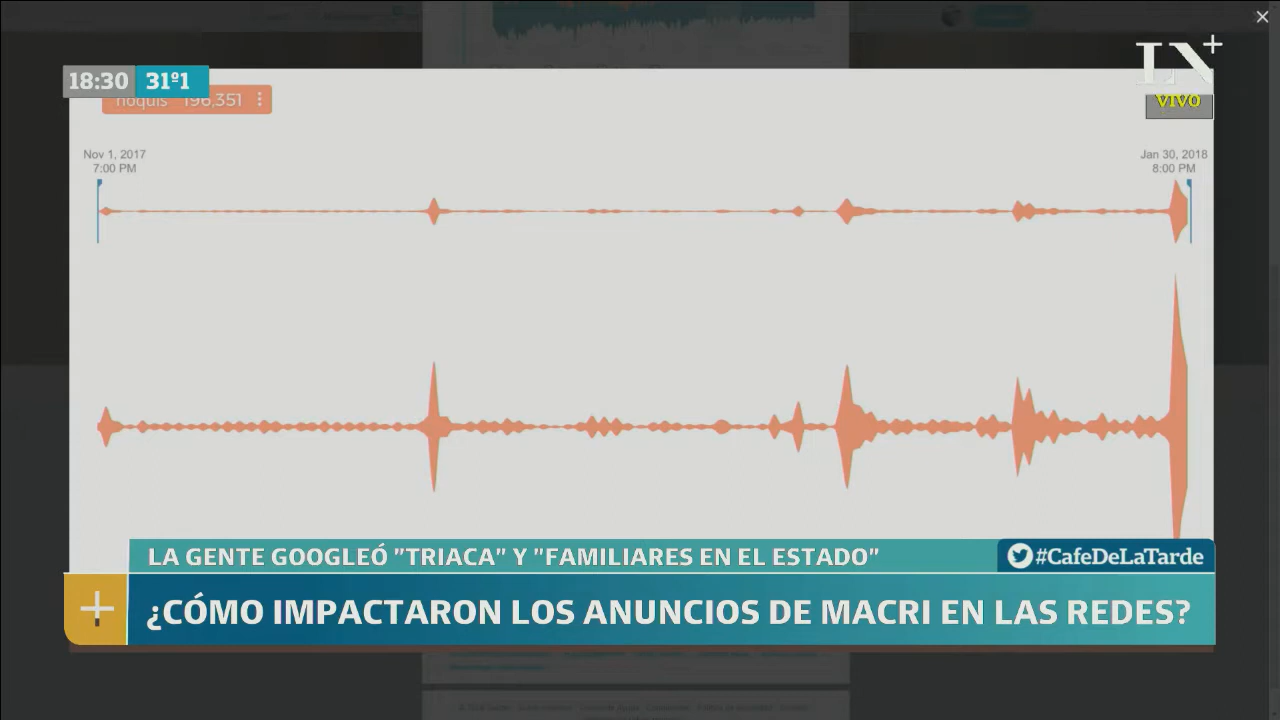 LN+
18:30 31º1
ñoquis 196,351
VIVO
Nov 1, 2017
7:00 PM
Jan 30, 2018
8:00 PM
LA GENTE GOOGLEÓ "TRIACA" Y "FAMILIARES EN EL ESTADO"
#CafeDeLaTarde
¿CÓMO IMPACTARON LOS ANUNCIOS DE MACRI EN LAS REDES?